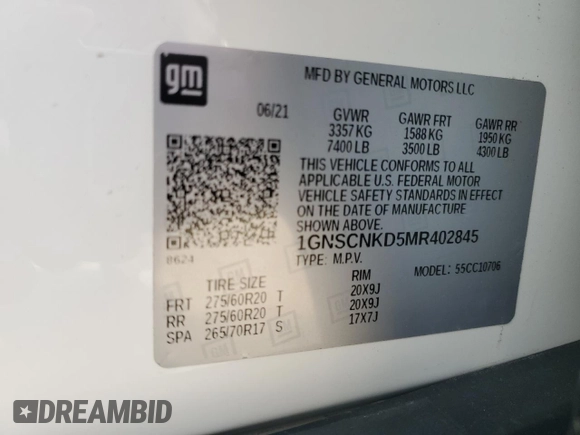 gm
MFD BY GENERAL MOTORS LLC
06/21
GVWR GAWR FRT GAWR RR
3357 KG 1588 KG 1950 KG
7400 LB 3500 LB 4300 LB
THIS VEHICLE CONFORMS TO ALL
APPLICABLE U.S. FEDERAL MOTOR
VEHICLE SAFETY STANDARDS IN EFFECT
ON THE DATE OF MANUFACTURE
SHOWN ABOVE.
1GNSCNKD5MR402845
8624
TYPE: M.P.V. MODEL: 55CC10706
TIRE SIZE RIM
FRT 275/60R20 T 20X9J
RR 275/60R20 T 20X9J
SPA 265/70R17 S 17X7J
DREAMBID